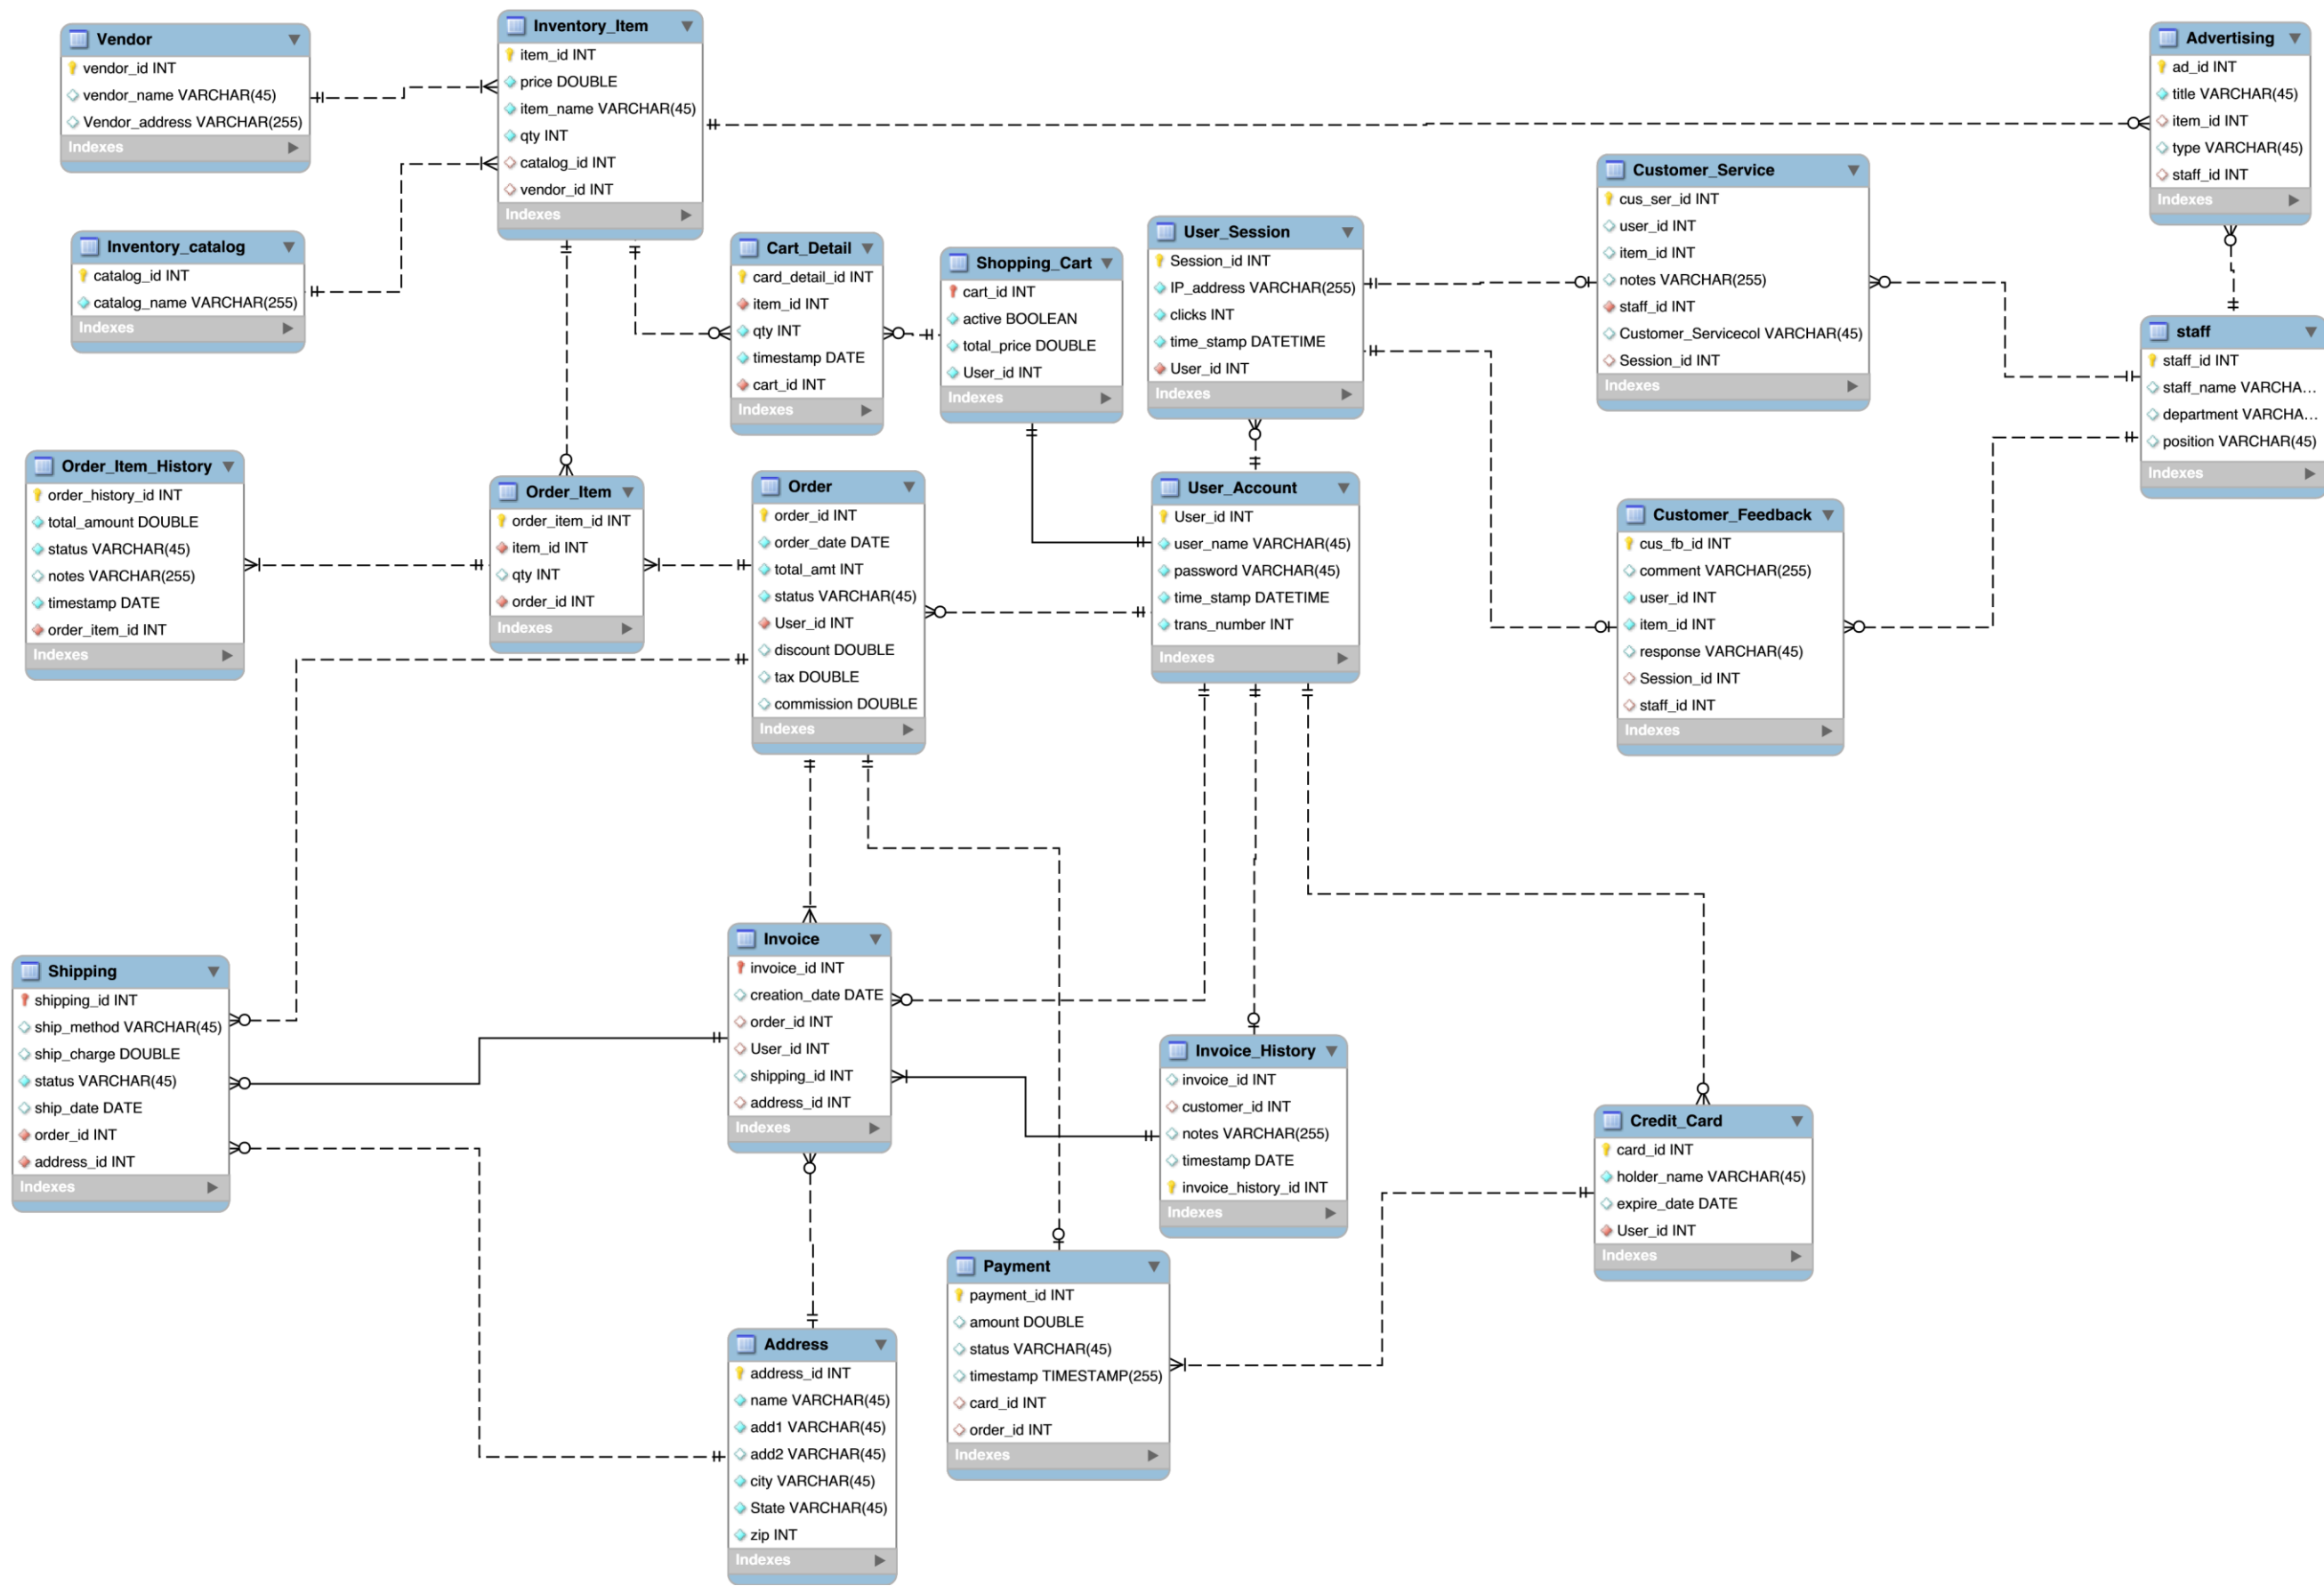 Vendor
vendor_id INT
vendor_name VARCHAR(45)
Vendor_address VARCHAR(255)
Indexes
Inventory_Item
item_id INT
price DOUBLE
item_name VARCHAR(45)
qty INT
catalog_id INT
vendor_id INT
Indexes
Advertising
ad_id INT
title VARCHAR(45)
item_id INT
type VARCHAR(45)
staff_id INT
Indexes
Inventory_catalog
catalog_id INT
catalog_name VARCHAR(255)
Indexes
Cart_Detail
card_detail_id INT
item_id INT
qty INT
timestamp DATE
cart_id INT
Indexes
Shopping_Cart
cart_id INT
active BOOLEAN
total_price DOUBLE
User_id INT
Indexes
User_Session
Session_id INT
IP_address VARCHAR(255)
clicks INT
time_stamp DATETIME
User_id INT
Indexes
Customer_Service
cus_ser_id INT
user_id INT
item_id INT
notes VARCHAR(255)
staff_id INT
Customer_Servicecol VARCHAR(45)
Session_id INT
Indexes
staff
staff_id INT
staff_name VARCHA...
department VARCHA...
position VARCHAR(45)
Indexes
Order_Item_History
order_history_id INT
total_amount DOUBLE
status VARCHAR(45)
notes VARCHAR(255)
timestamp DATE
order_item_id INT
Indexes
Order_Item
order_item_id INT
item_id INT
qty INT
order_id INT
Indexes
Order
order_id INT
order_date DATE
total_amt INT
status VARCHAR(45)
User_id INT
discount DOUBLE
tax DOUBLE
commission DOUBLE
Indexes
User_Account
User_id INT
user_name VARCHAR(45)
password VARCHAR(45)
time_stamp DATETIME
trans_number INT
Indexes
Customer_Feedback
cus_fb_id INT
comment VARCHAR(255)
user_id INT
item_id INT
response VARCHAR(45)
Session_id INT
staff_id INT
Indexes
Shipping
shipping_id INT
ship_method VARCHAR(45)
ship_charge DOUBLE
status VARCHAR(45)
ship_date DATE
order_id INT
address_id INT
Indexes
Invoice
invoice_id INT
creation_date DATE
order_id INT
User_id INT
shipping_id INT
address_id INT
Indexes
Invoice_History
invoice_id INT
customer_id INT
notes VARCHAR(255)
timestamp DATE
invoice_history_id INT
Indexes
Credit_Card
card_id INT
holder_name VARCHAR(45)
expire_date DATE
User_id INT
Indexes
Payment
payment_id INT
amount DOUBLE
status VARCHAR(45)
timestamp TIMESTAMP(255)
card_id INT
order_id INT
Indexes
Address
address_id INT
name VARCHAR(45)
add1 VARCHAR(45)
add2 VARCHAR(45)
city VARCHAR(45)
State VARCHAR(45)
zip INT
Indexes